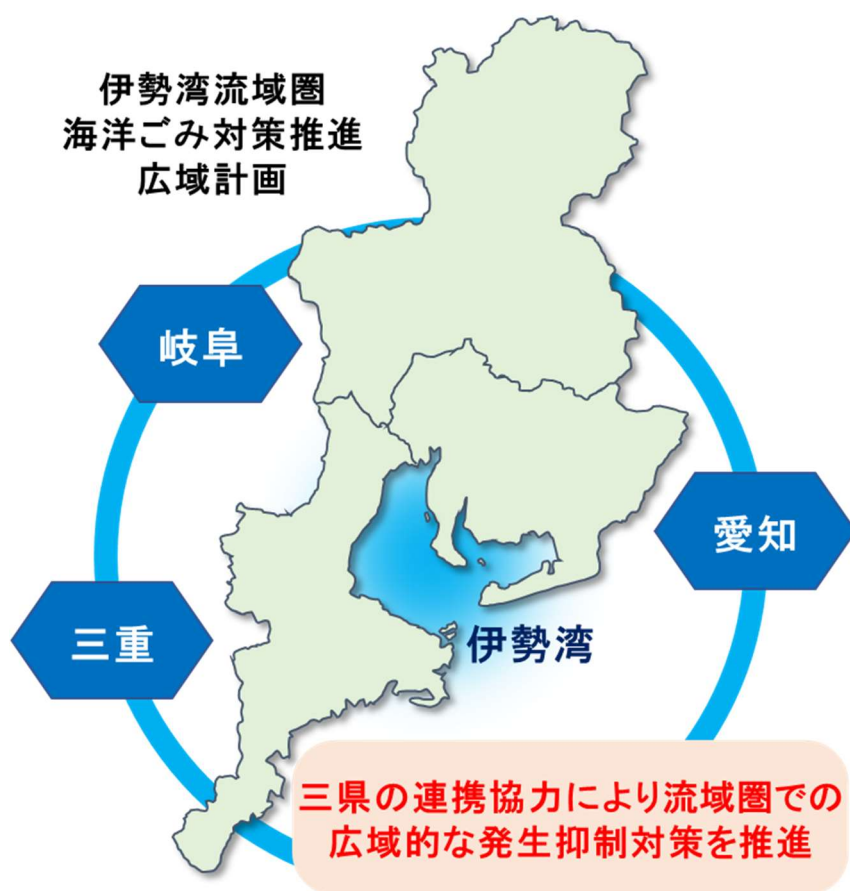 伊勢湾流域圏
海洋ごみ対策推進
広域計画
岐阜
愛知
三重
伊勢湾
三県の連携協力により流域圏での
広域的な発生抑制対策を推進